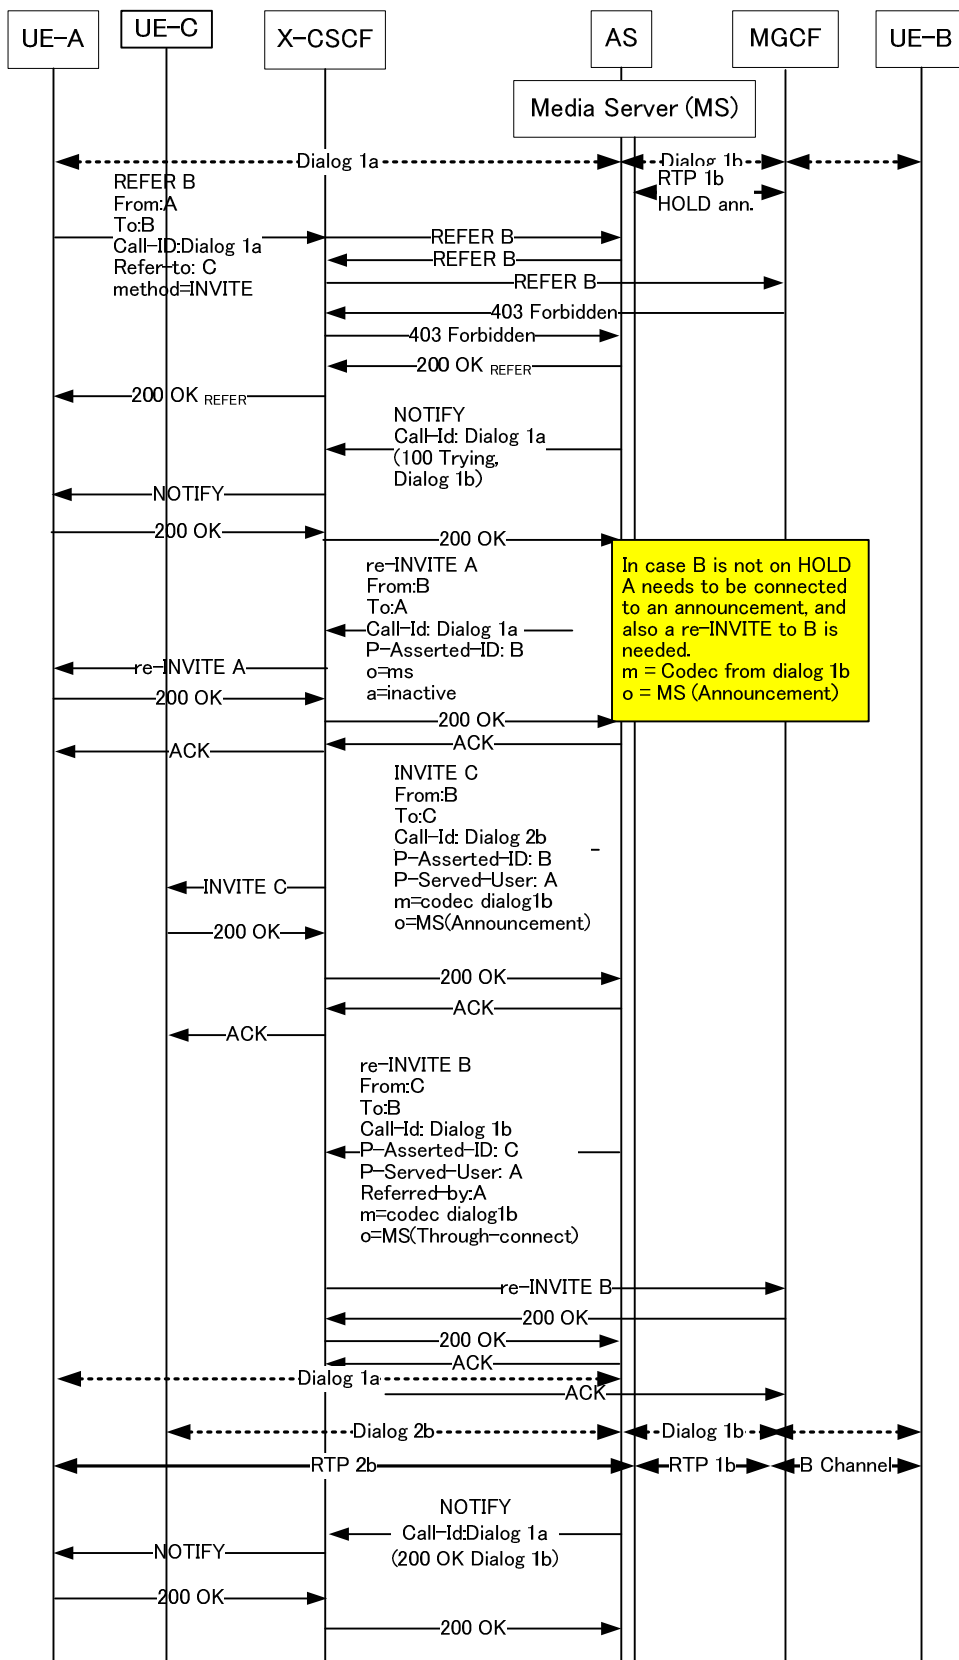 UE-A
UE-C
X-CSCF
AS
MGCF
UE-B
Media Server (MS)
Dialog 1a
Dialog 1b
RTP 1b
HOLD ann.
REFER B
From:A
To:B
Call-ID:Dialog 1a
Refer-to: C
method=INVITE
REFER B
REFER B
REFER B
403 Forbidden
403 Forbidden
200 OK REFER
200 OK REFER
NOTIFY
Call-Id: Dialog 1a
(100 Trying,
Dialog 1b)
NOTIFY
200 OK
200 OK
In case B is not on HOLD
A needs to be connected
to an announcement, and
also a re-INVITE to B is
needed.
m = Codec from dialog 1b
o = MS (Announcement)
re-INVITE A
From:B
To:A
Call-Id: Dialog 1a
P-Asserted-ID: B
o=ms
a=inactive
re-INVITE A
200 OK
200 OK
ACK
ACK
INVITE C
From:B
To:C
Call-Id: Dialog 2b
P-Asserted-ID: B
P-Served-User: A
m=codec dialog1b
o=MS(Announcement)
INVITE C
200 OK
200 OK
ACK
ACK
re-INVITE B
From:C
To:B
Call-Id: Dialog 1b
P-Asserted-ID: C
P-Served-User: A
Referred-by:A
m=codec dialog1b
o=MS(Through-connect)
re-INVITE B
200 OK
200 OK
ACK
Dialog 1a
ACK
Dialog 2b
Dialog 1b
RTP 2b
RTP 1b
B Channel
NOTIFY
Call-Id:Dialog 1a
(200 OK Dialog 1b)
NOTIFY
200 OK
200 OK